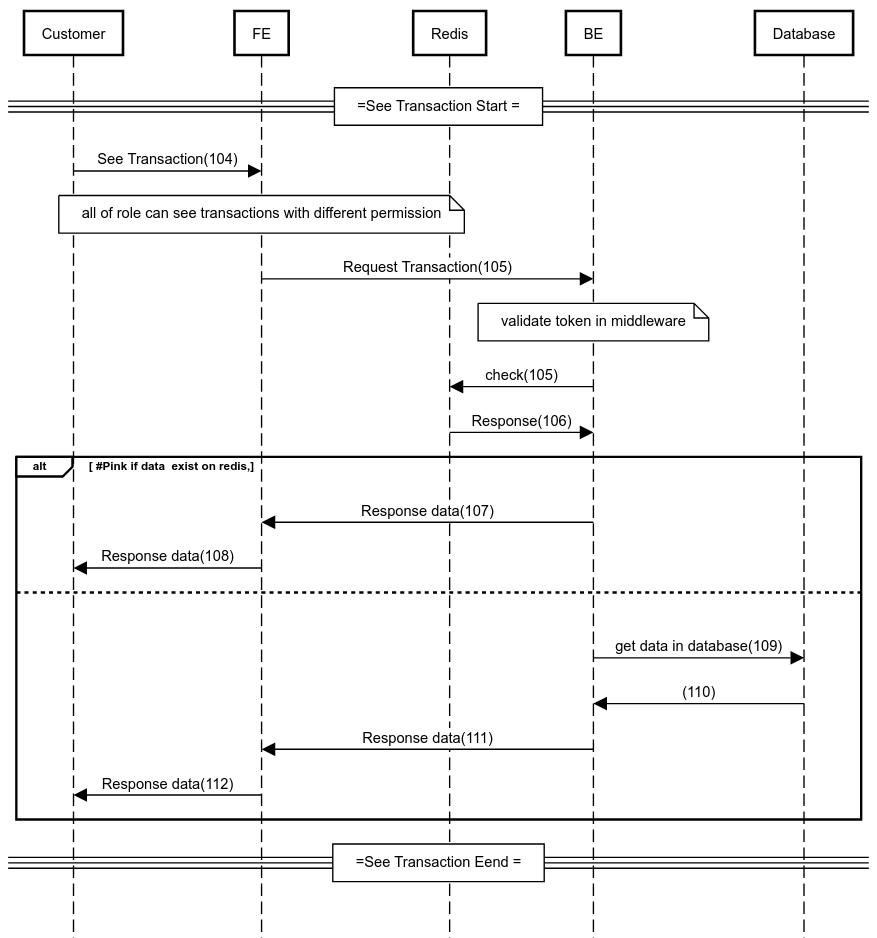 Customer FE Redis BE Database
=See Transaction Start =
See Transaction(104)
all of role can see transactions with different permission
Request Transaction(105)
validate token in middleware
check(105)
Response(106)
alt [ #Pink if data  exist on redis,]
Response data(107)
Response data(108)
get data in database(109)
(110)
Response data(111)
Response data(112)
=See Transaction Eend =